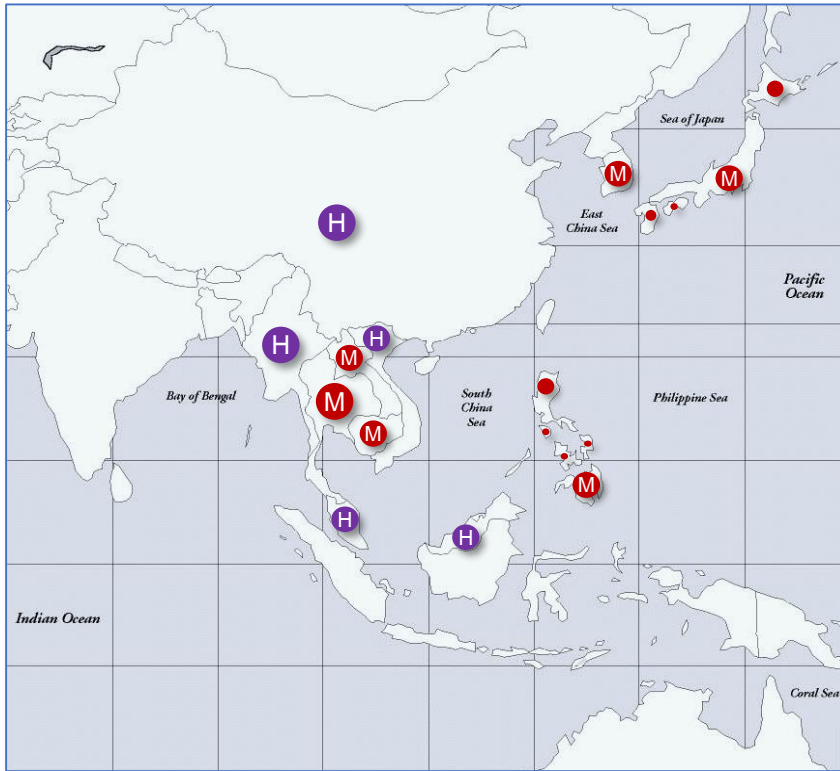 Sea of Japan
M
M
East
China Sea
H
Pacific
Ocean
H
H
M
Bay of Bengal
M
South
China
Sea
Philippine Sea
M
M
H
H
Indian Ocean
Coral Sea